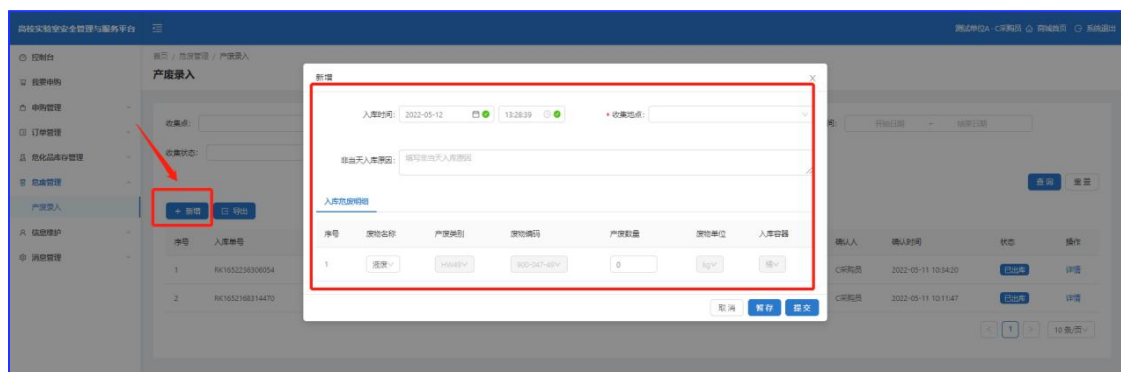 高校实验室安全管理与服务平台
测试单位A-C采购员 商城首页 系统退出
控制台
我要申购
申购管理
订单管理
危化品库存管理
危废管理
产废录入
信息维护
消息管理
首页 / 危废管理 / 产废录入
产废录入
收集点:
开始日期 ~ 结束日期
收集状态:
查询 重置
+ 新增 导出
序号 入库单号 确认人 确认时间 状态 操作
1 RK1652236306054 C采购员 2022-05-11 10:34:20 已出库 详情
2 RK1652168314470 C采购员 2022-05-11 10:11:47 已出库 详情
1 10 条/页
新增
入库时间: 2022-05-12 13:28:39 * 收集地点:
非当天入库原因: 填写非当天入库原因
入库危废明细
序号 废物名称 产废类别 废物编码 产废数量 废物单位 入库容器
1 液废 HW49 900-047-49 0 kg 桶
取消 暂存 提交